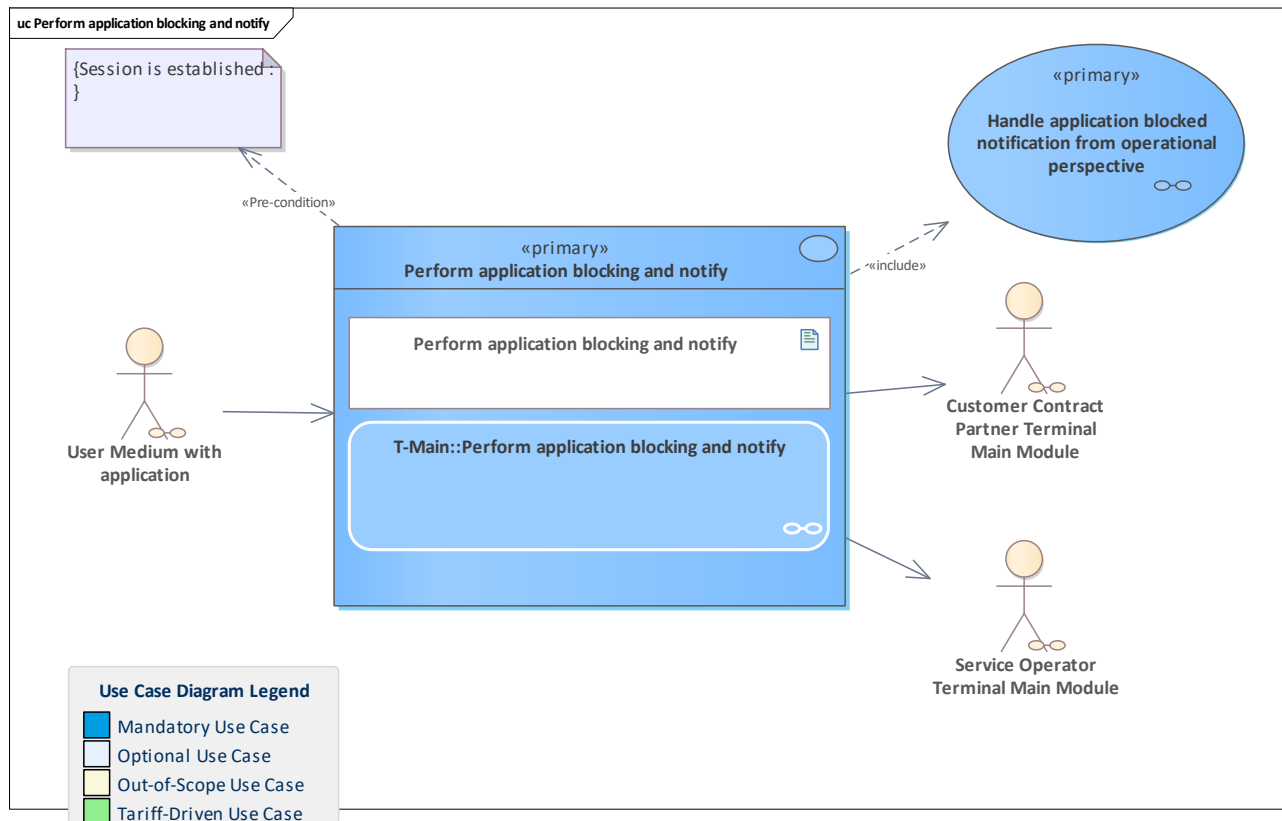 uc Perform application blocking and notify
{Session is established :
}
«Pre-condition»
«primary»
Handle application blocked
notification from operational
perspective
«include»
«primary»
Perform application blocking and notify
Perform application blocking and notify
T-Main::Perform application blocking and notify
User Medium with
application
Customer Contract
Partner Terminal
Main Module
Service Operator
Terminal Main Module
Use Case Diagram Legend
Mandatory Use Case
Optional Use Case
Out-of-Scope Use Case
Tariff-Driven Use Case